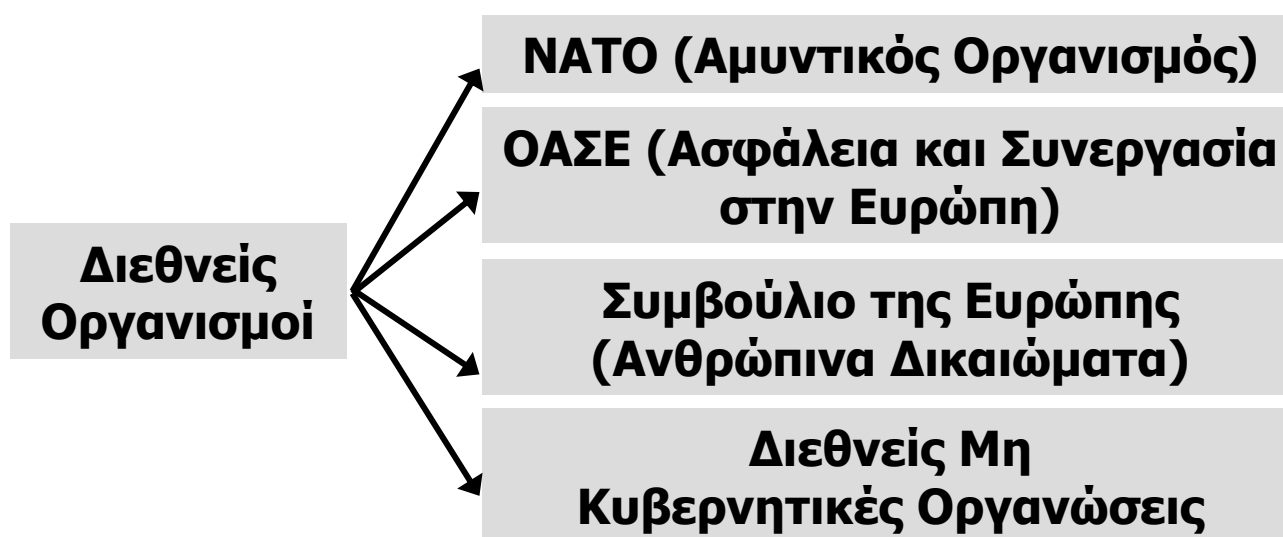 Διεθνείς
Οργανισμοί
ΝΑΤΟ (Αμυντικός Οργανισμός)
ΟΑΣΕ (Ασφάλεια και Συνεργασία
στην Ευρώπη)
Συμβούλιο της Ευρώπης
(Ανθρώπινα Δικαιώματα)
Διεθνείς Μη
Κυβερνητικές Οργανώσεις